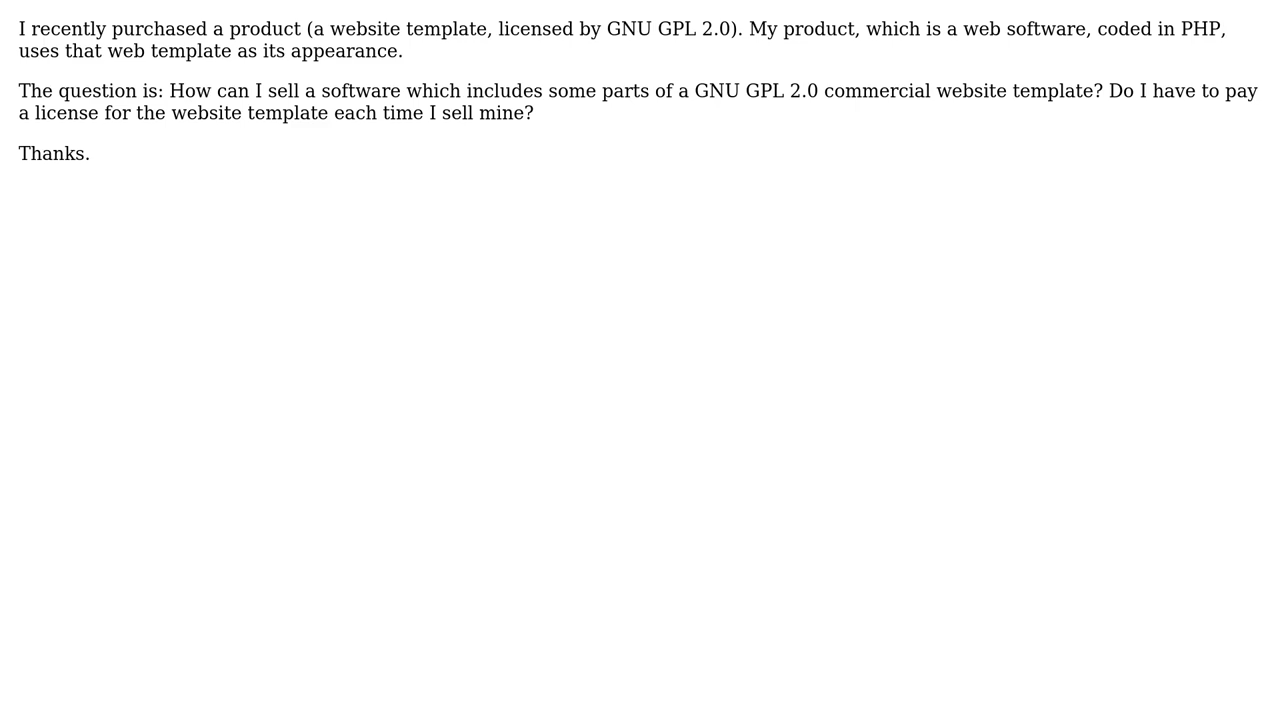 I recently purchased a product (a website template, licensed by GNU GPL 2.0). My product, which is a web software, coded in PHP,
uses that web template as its appearance.
The question is: How can I sell a software which includes some parts of a GNU GPL 2.0 commercial website template? Do I have to pay
a license for the website template each time I sell mine?
Thanks.